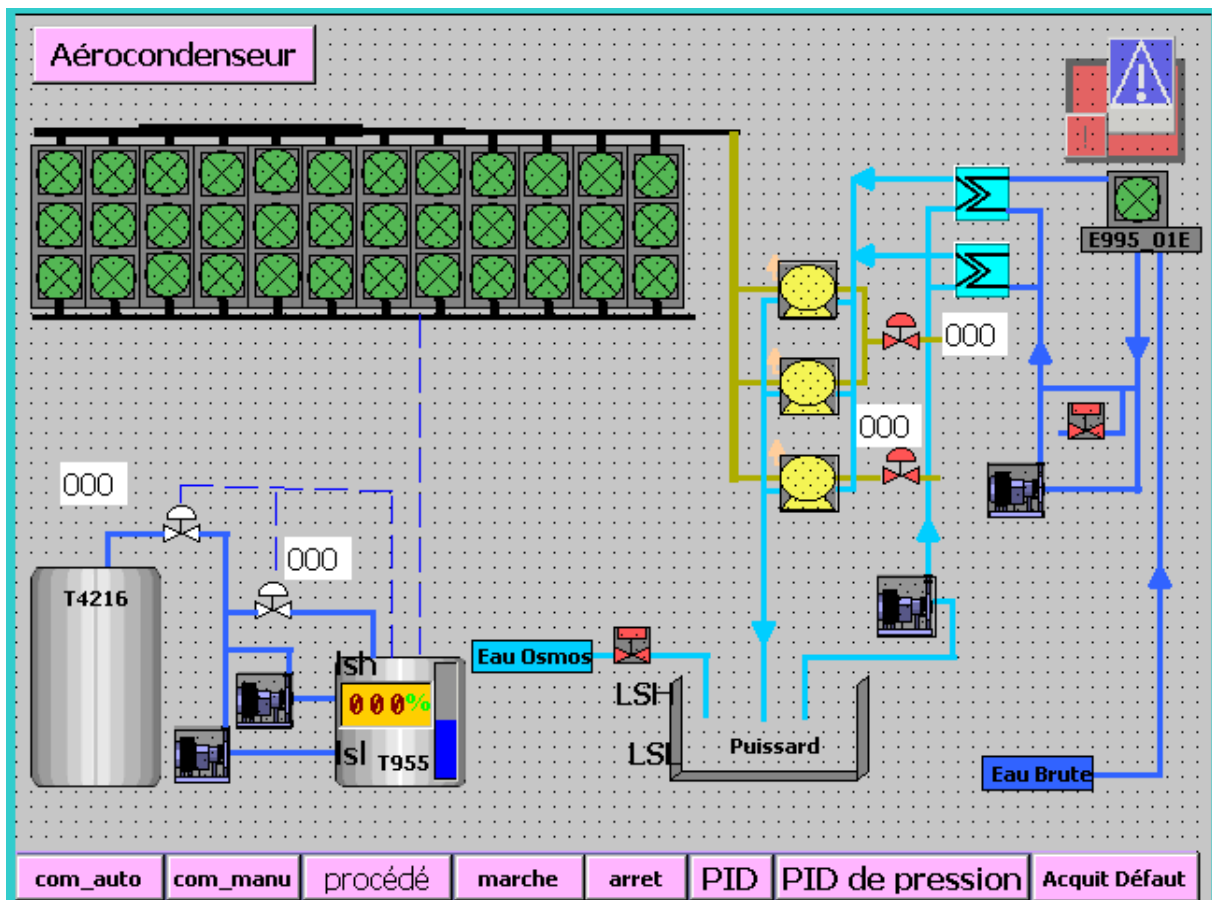 Aérocondenseur
E995_01E
000
000
000
000
T4216
lsh
000%
lsl
T955
Eau Osmos
LSH
LSL
Puissard
Eau Brute
com_auto
com_manu
procédé
marche
arret
PID
PID de pression
Acquit Défaut